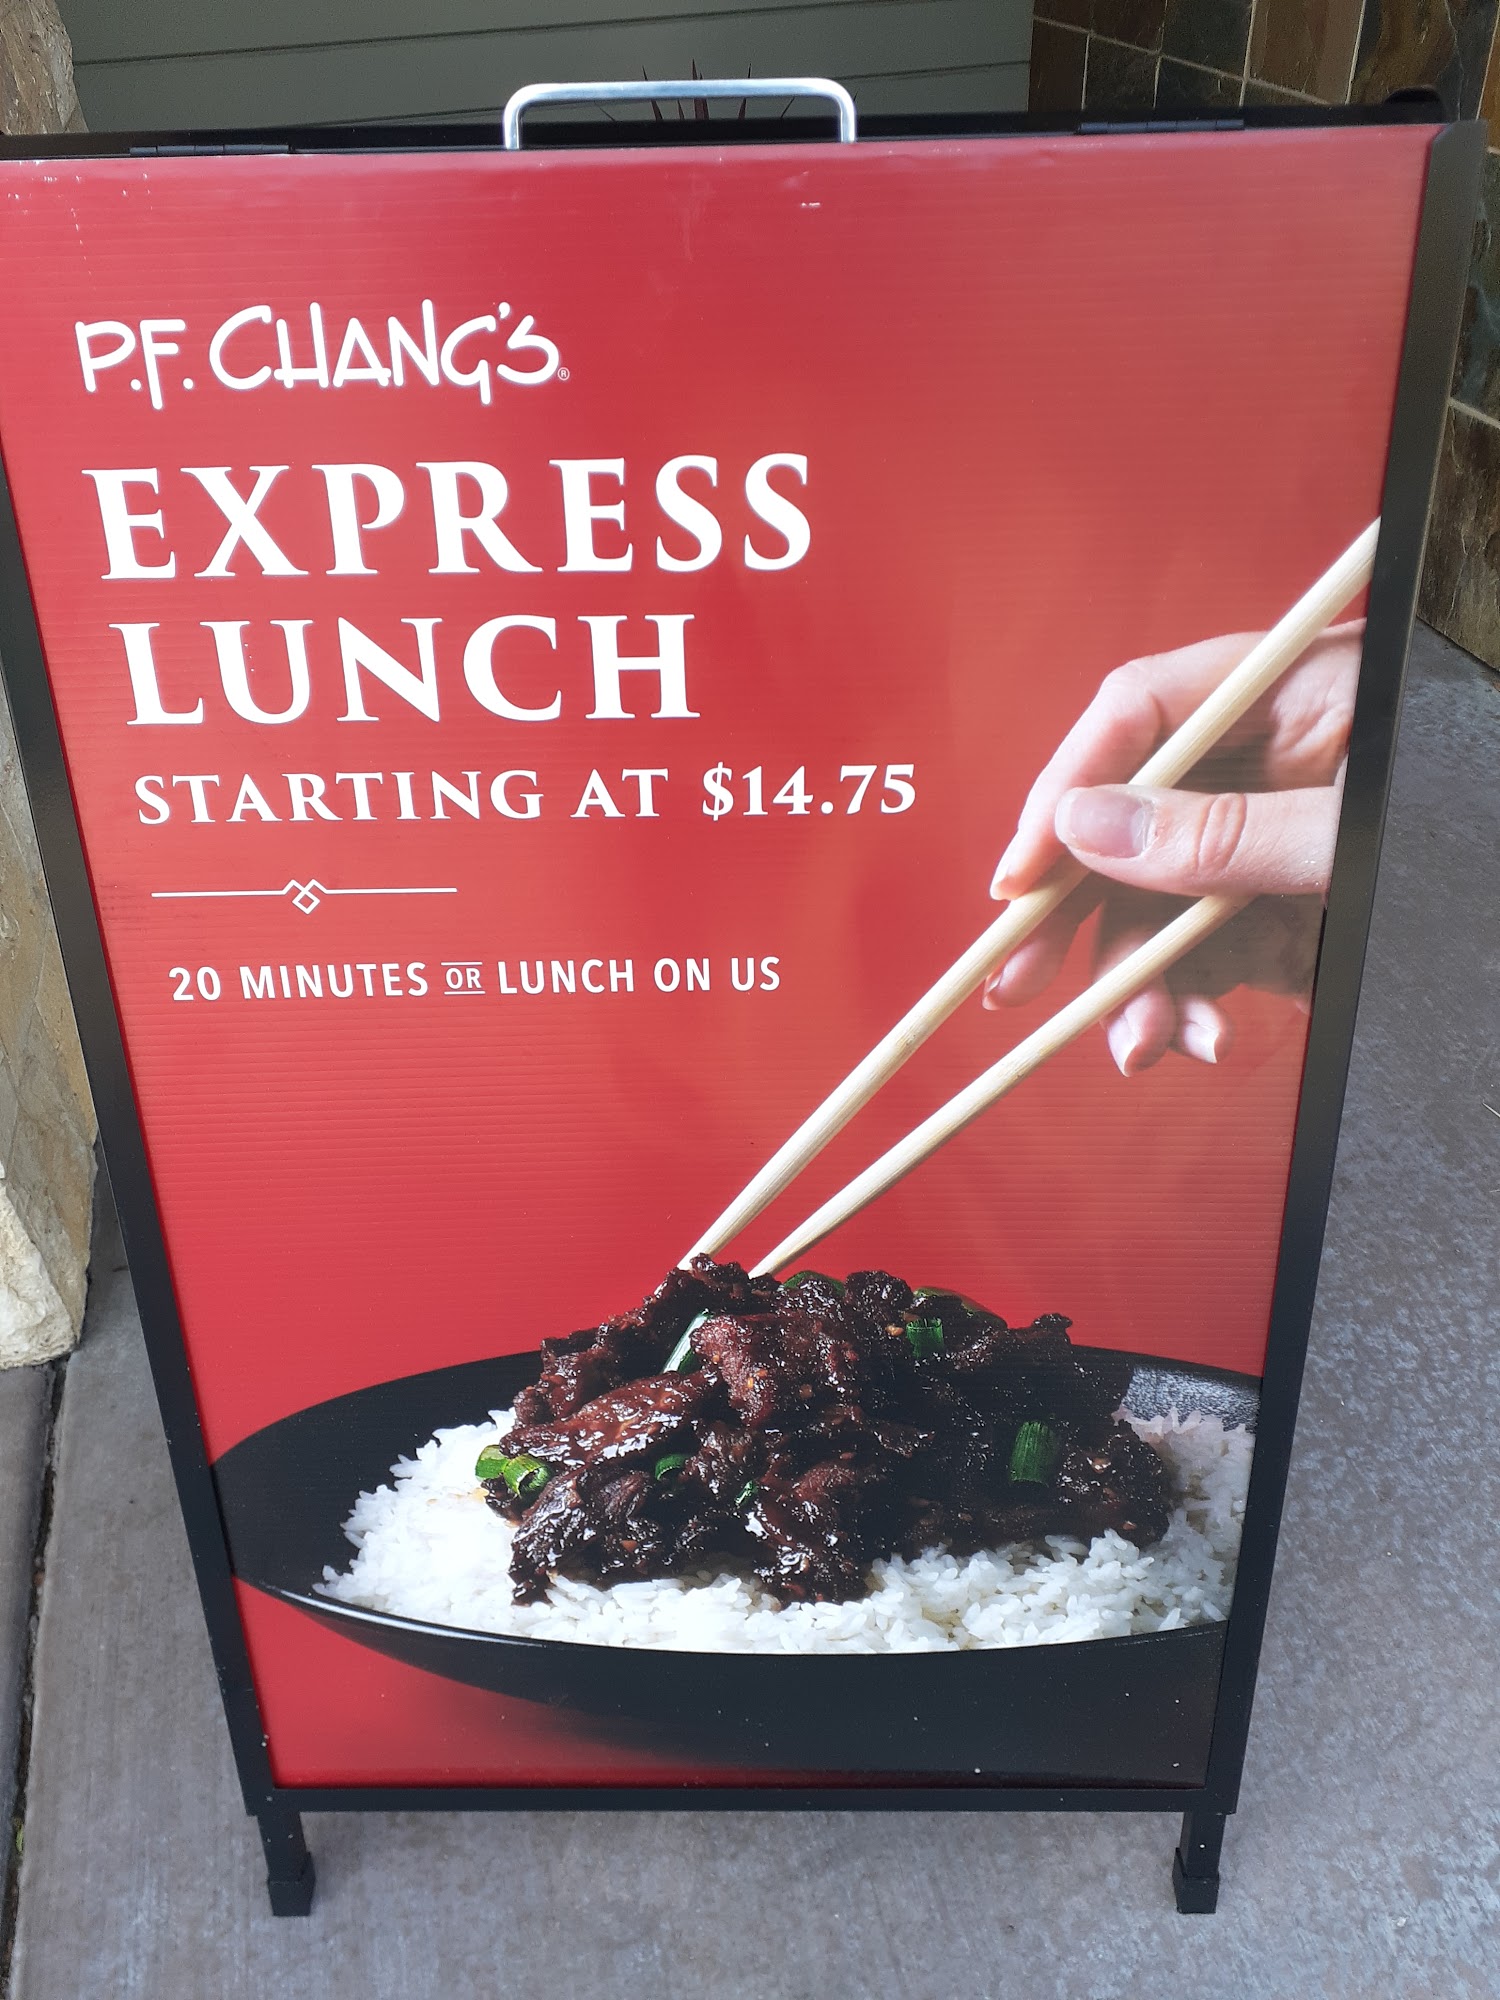 P.F. CHANG'S®
EXPRESS
LUNCH
STARTING AT $14.75
20 MINUTES OR LUNCH ON US